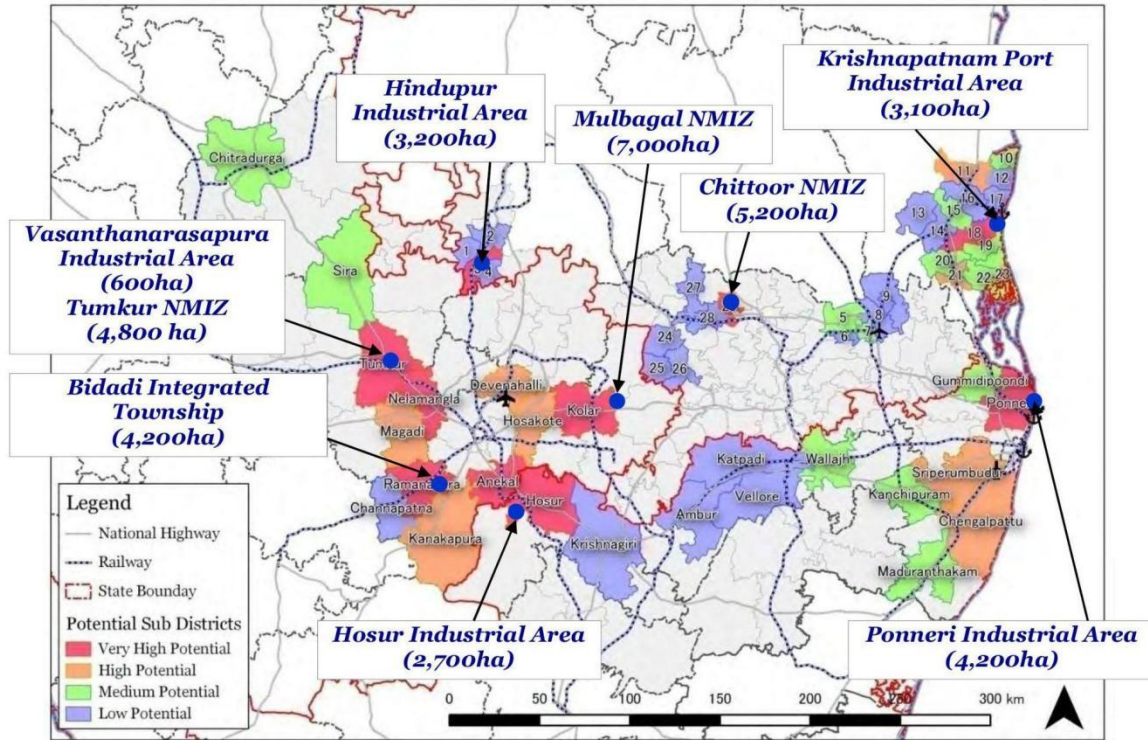 Krishnapatnam Port
Industrial Area
(3,100ha)
Hindupur
Industrial Area
(3,200ha)
Mulbagal NMIZ
(7,000ha)
Chittoor NMIZ
(5,200ha)
Vasanthanarasapura
Industrial Area
(600ha)
Tumkur NMIZ
(4,800 ha)
Bidadi Integrated
Township
(4,200ha)
Hosur Industrial Area
(2,700ha)
Ponneri Industrial Area
(4,200ha)
Chitradurga
Sira
Nelamangla
Magadi
Channapatna
Kanakapura
Devenahalli
Hosakote
Kolar
Anekal
Hosur
Krishnagiri
Katpadi
Ambur
Vellore
Wallajh
Gummidipoondi
Sriperumbudur
Kanchipuram
Chengalpattu
Maduranthakam
1
2
4
5
6
7
8
9
10
11
12
13
14
15
16
17
18
19
20
21
22
23
24
25
26
27
28
Legend
National Highway
Railway
State Boundary
Potential Sub Districts
Very High Potential
High Potential
Medium Potential
Low Potential
0 50 100 150 200 250 300 km